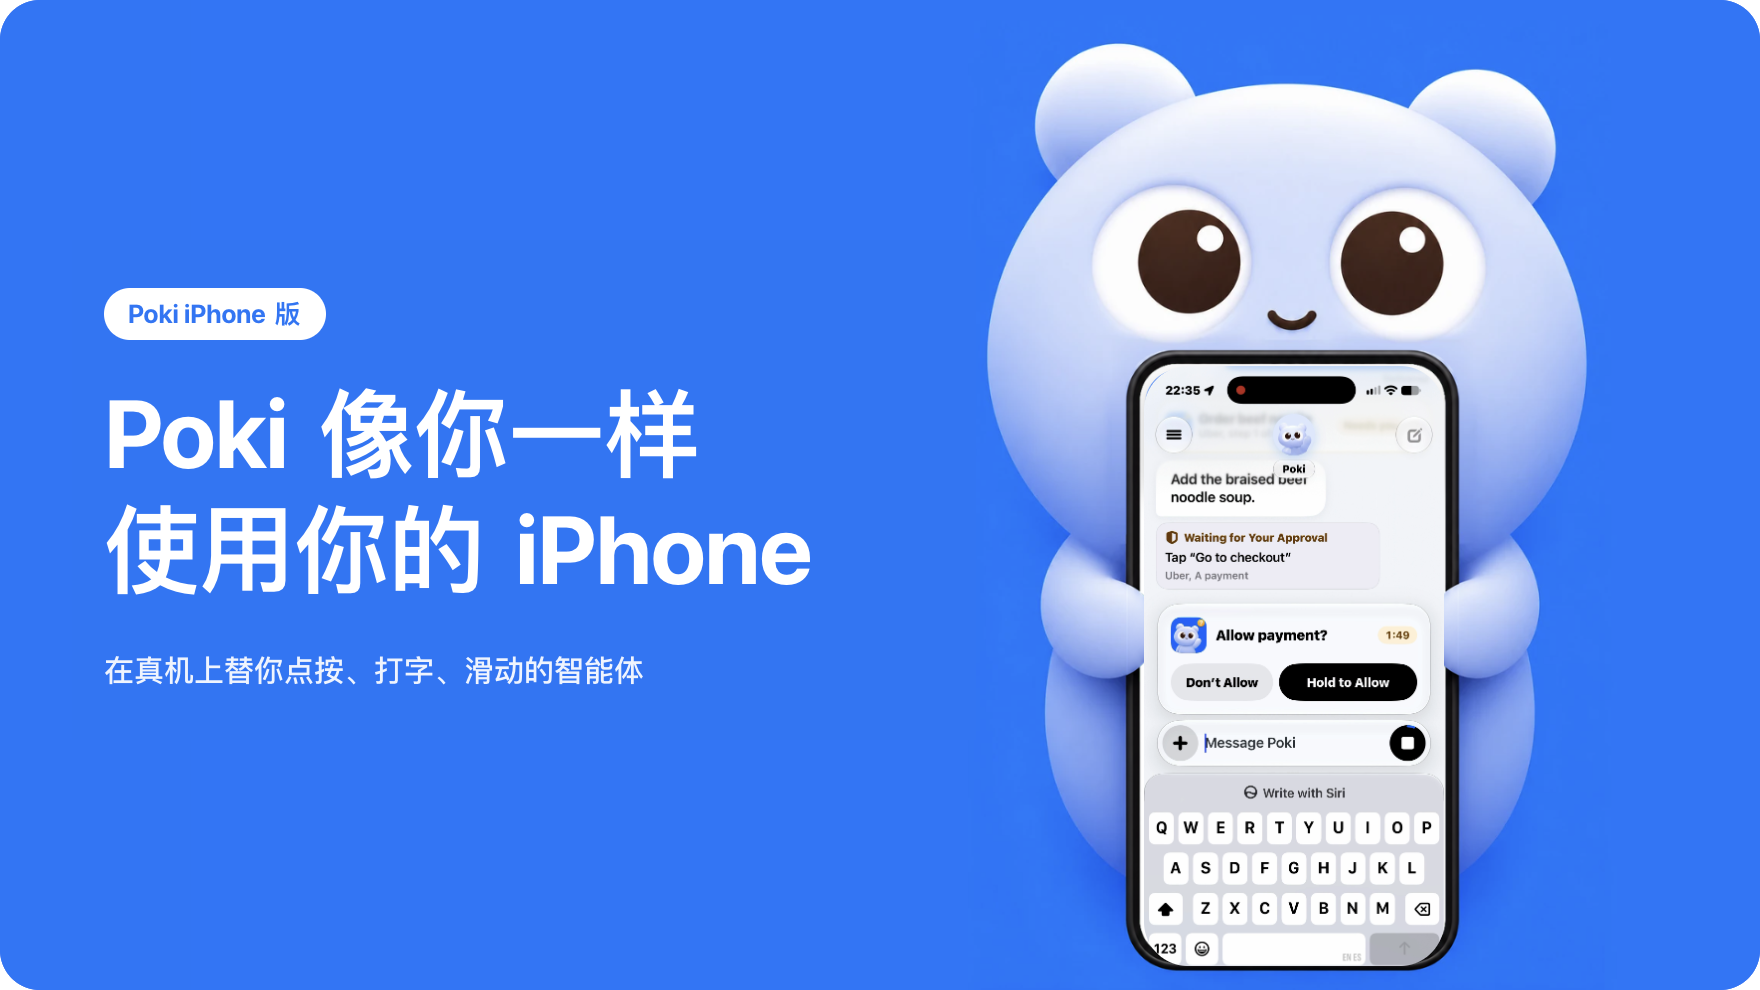 Poki iPhone 版
Poki 像你一样
使用你的 iPhone
在真机上替你点按、打字、滑动的智能体
22:35
Poki
Add the braised beef
noodle soup.
Waiting for Your Approval
Tap “Go to checkout”
Uber, A payment
Allow payment?
1:49
Don’t Allow
Hold to Allow
Message Poki
Write with Siri
Q W E R T Y U I O P
A S D F G H J K L
Z X C V B N M
123
EN ES